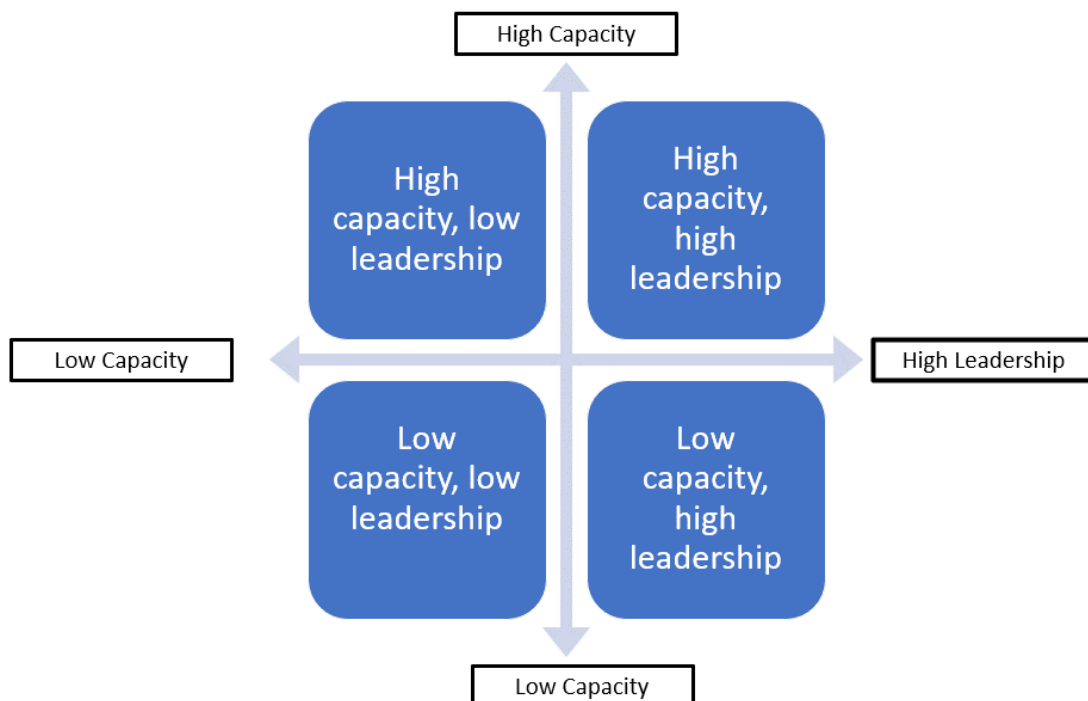 High Capacity
High
capacity, low
leadership
High
capacity,
high
leadership
Low Capacity
High Leadership
Low
capacity, low
leadership
Low
capacity,
high
leadership
Low Capacity